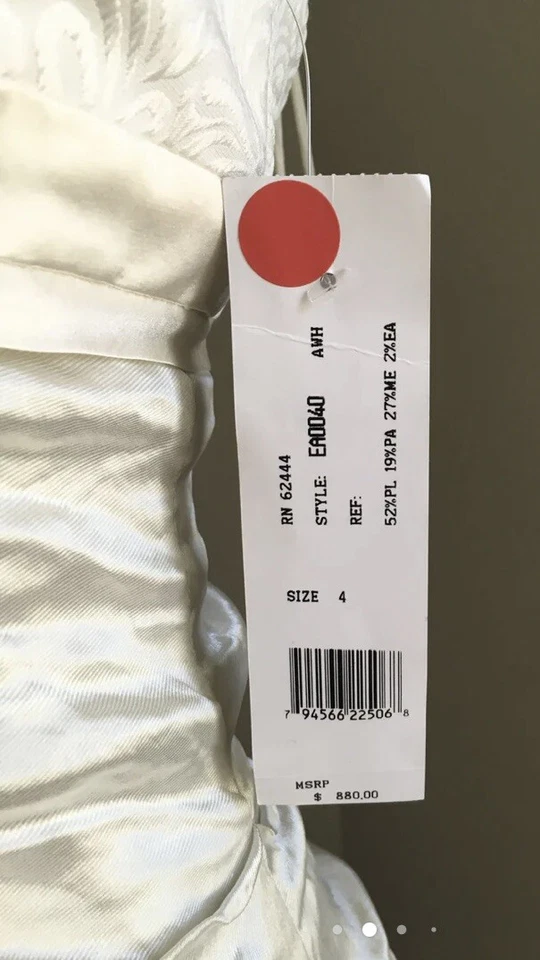 RN 62444
STYLE: EA0040 AWH
REF:
52%PL 19%PA 27%ME 2%EA
SIZE 4
7 94566 22506 8
MSRP
$ 880.00